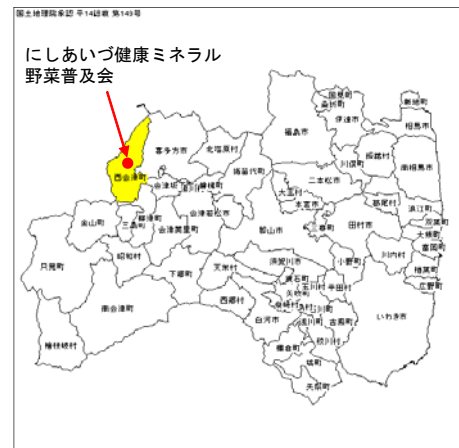 国土地理院承認 平14総複 第149号
にしあいづ健康ミネラル
野菜普及会
国見町
桑折町
新地町
伊達市
相馬市
福島市
喜多方市
北塩原村
川俣町
飯舘村
南相馬市
西会津町
会津坂
湯川村
磐梯町
猪苗代町
二本松市
大玉村
本宮市
葛尾村
浪江町
双葉町
大熊町
富岡町
楢葉町
広野町
金山町
三島町
柳津町
会津美里町
会津若松市
郡山市
三春町
田村市
川内村
只見町
昭和村
下郷町
天栄村
須賀川市
小野町
鏡石町
矢吹町
玉川村
平田村
南会津町
西郷村
泉崎村
白河市
石川町
浅川町
古殿町
いわき市
棚倉町
鮫川村
檜枝岐村
塙町
矢祭町